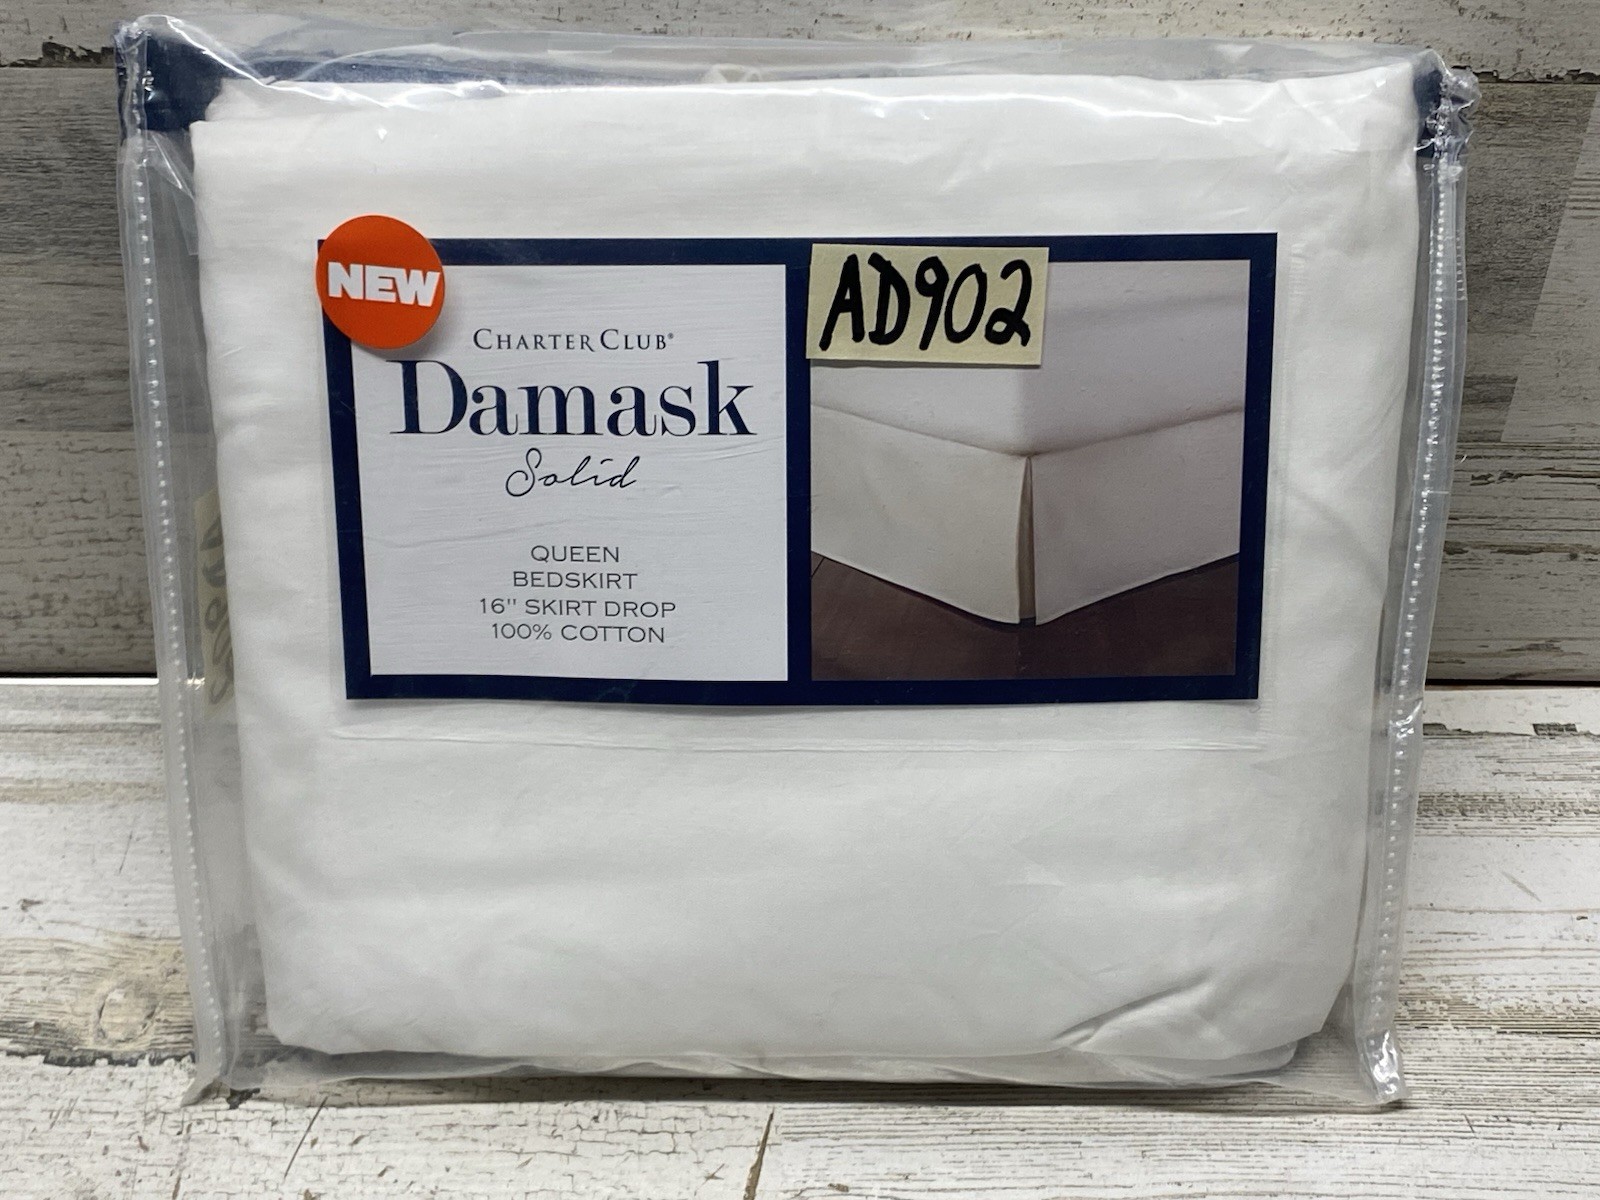 NEW
AD902
CHARTER CLUB®
Damask
Solid
QUEEN
BEDSKIRT
16" SKIRT DROP
100% COTTON